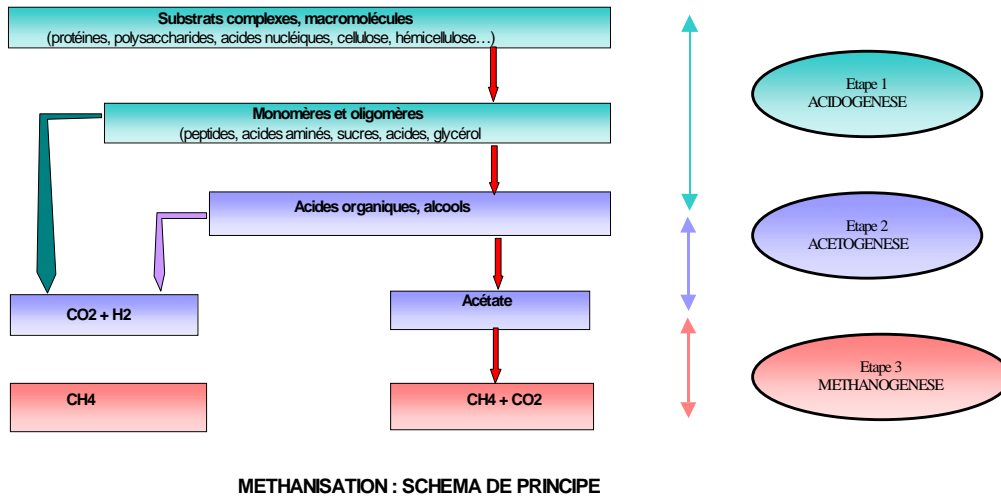 Substrats complexes, macromolécules
(protéines, polysaccharides, acides nucléiques, cellulose, hémicellulose…)
Etape 1
ACIDOGENESE
Monomères et oligomères
(peptides, acides aminés, sucres, acides, glycérol
Acides organiques, alcools
Etape 2
ACETOGENESE
CO2 + H2
Acétate
Etape 3
METHANOGENESE
CH4
CH4 + CO2
METHANISATION : SCHEMA DE PRINCIPE